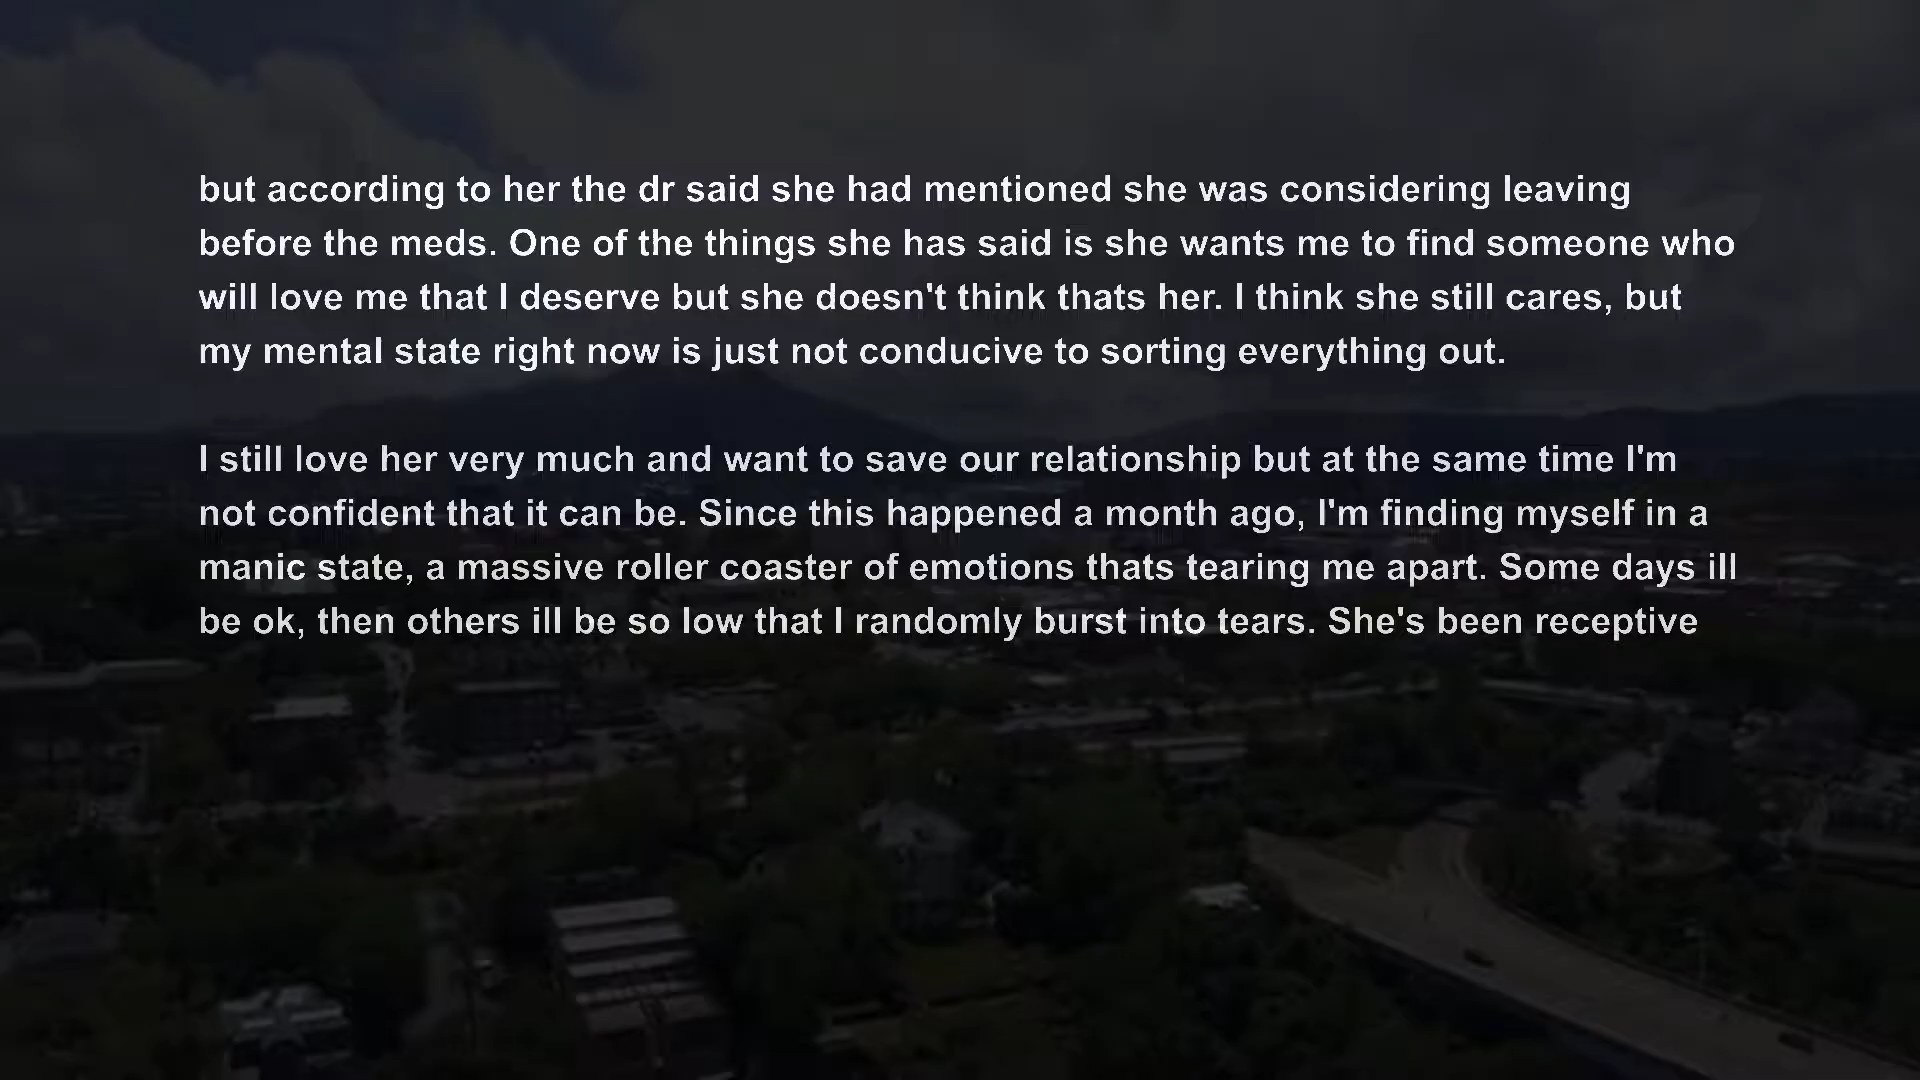 but according to her the dr said she had mentioned she was considering leaving
before the meds. One of the things she has said is she wants me to find someone who
will love me that I deserve but she doesn't think thats her. I think she still cares, but
my mental state right now is just not conducive to sorting everything out.
I still love her very much and want to save our relationship but at the same time I'm
not confident that it can be. Since this happened a month ago, I'm finding myself in a
manic state, a massive roller coaster of emotions thats tearing me apart. Some days ill
be ok, then others ill be so low that I randomly burst into tears. She's been receptive